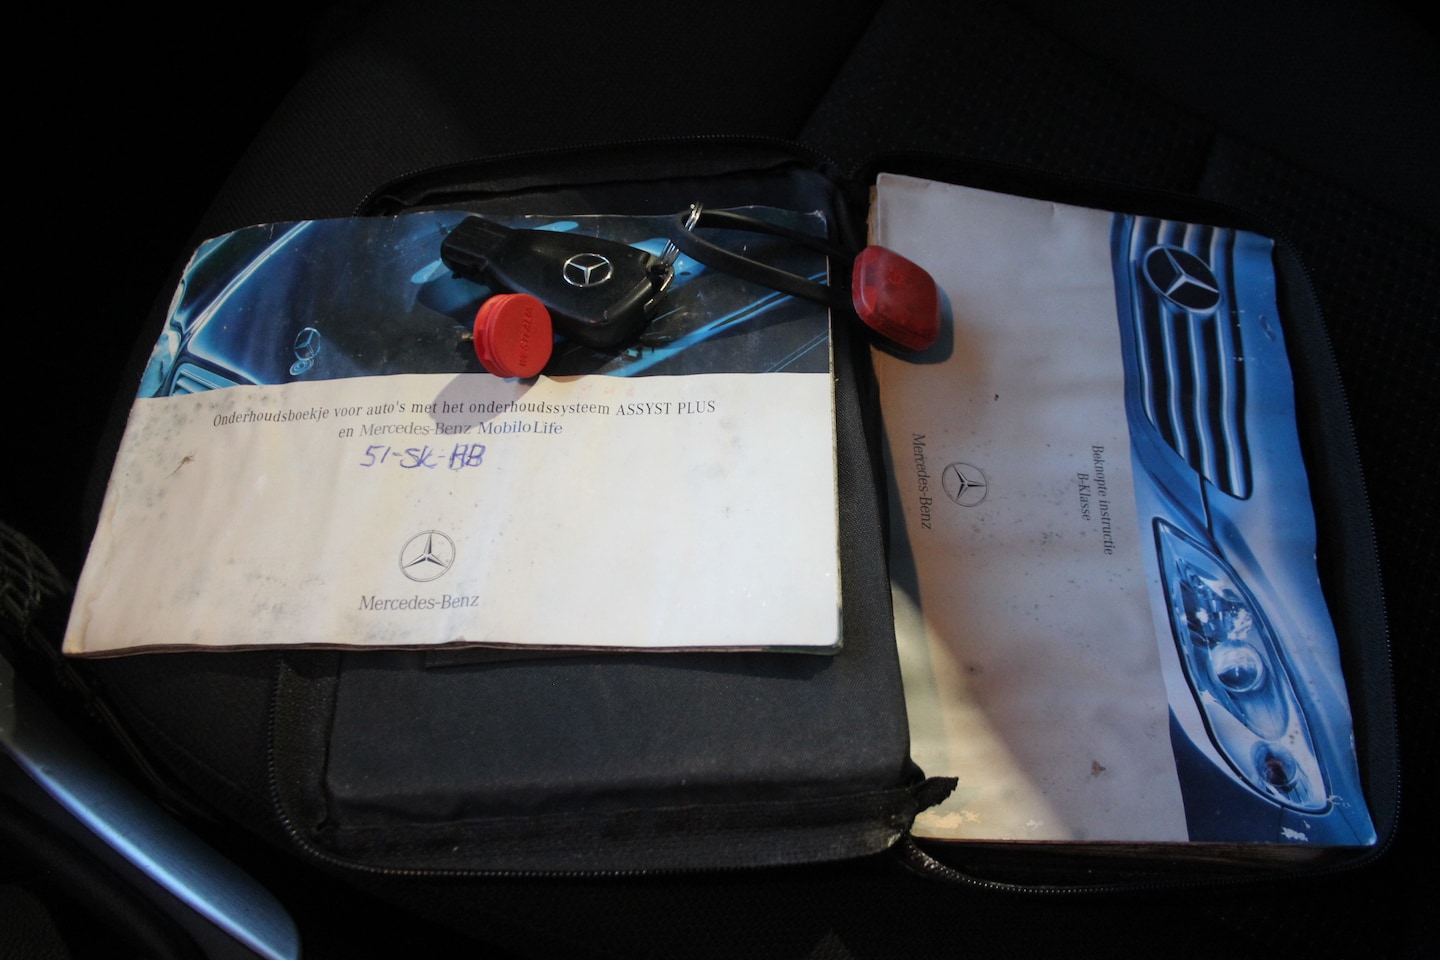 Onderhoudsboekje voor auto's met het onderhoudssysteem ASSYST PLUS
en Mercedes-Benz MobiloLife
51-SK-HB
Mercedes-Benz
Beknopte instructie
B-Klasse
Mercedes-Benz